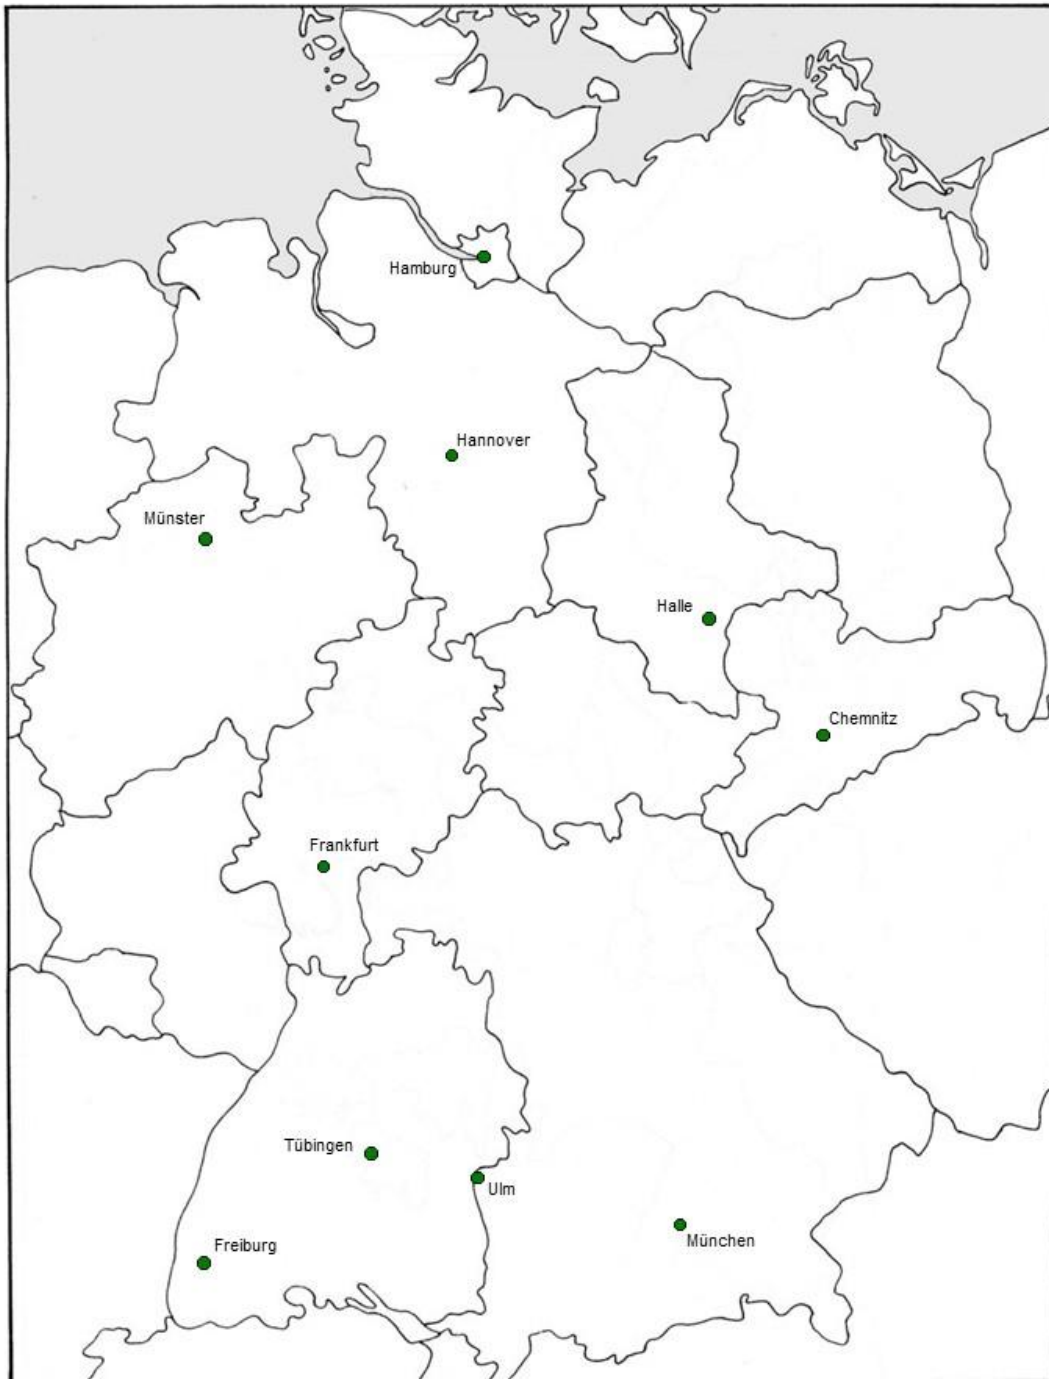 Hamburg
Hannover
Münster
Halle
Chemnitz
Frankfurt
Tübingen
Ulm
München
Freiburg